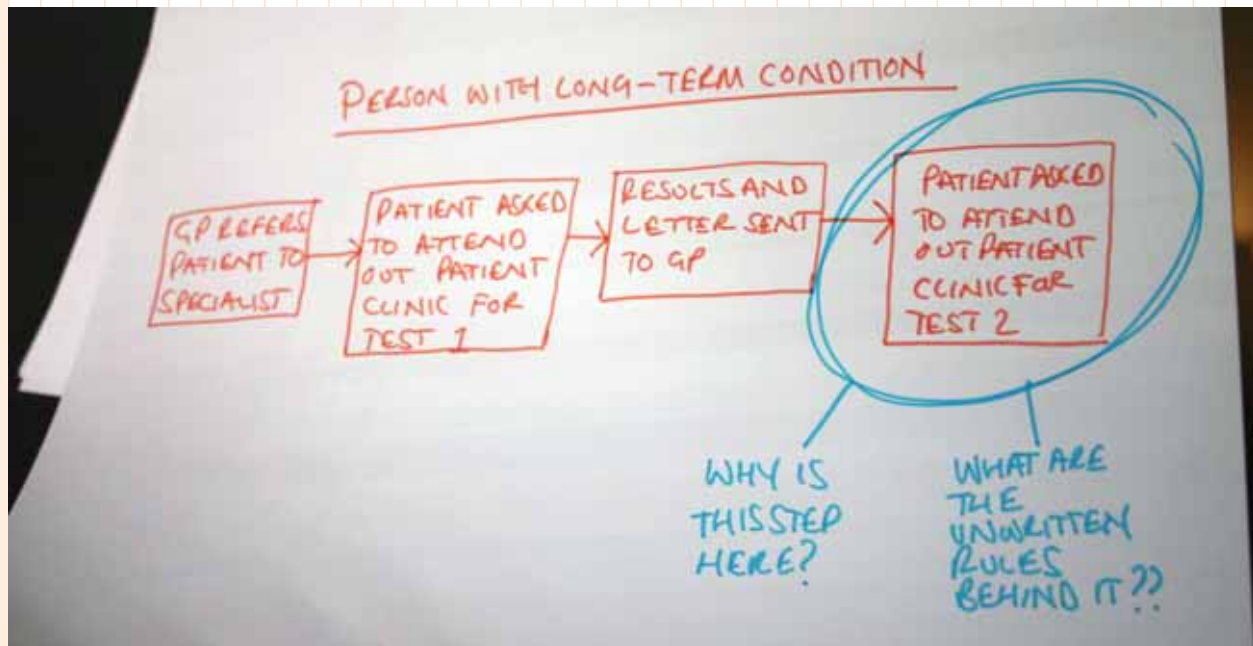 PERSON WITH LONG-TERM CONDITION
GP REFERS
PATIENT TO
SPECIALIST
PATIENT ASKED
TO ATTEND
OUT PATIENT
CLINIC FOR
TEST 1
RESULTS AND
LETTER SENT
TO GP
PATIENT ASKED
TO ATTEND
OUT PATIENT
CLINIC FOR
TEST 2
WHY IS
THIS STEP
HERE?
WHAT ARE
THE
UNWRITTEN
RULES
BEHIND IT??